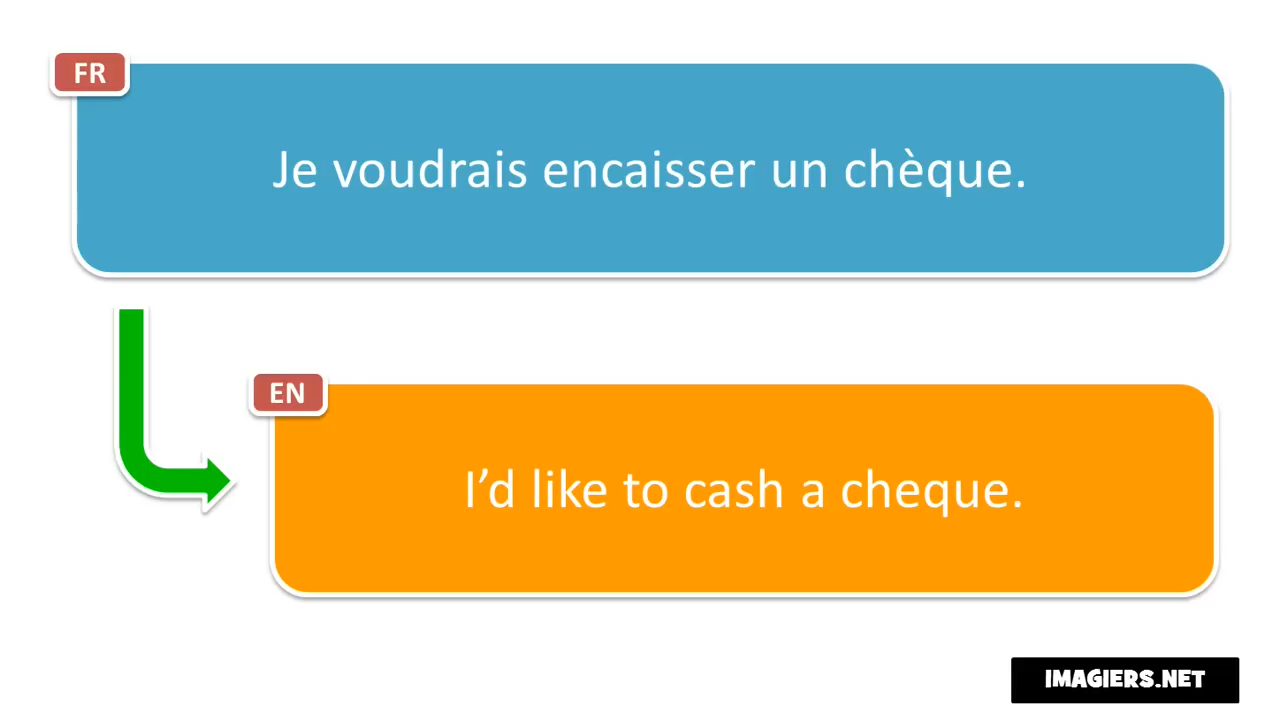 FR
Je voudrais encaisser un chèque.
EN
I’d like to cash a cheque.
IMAGIERS.NET